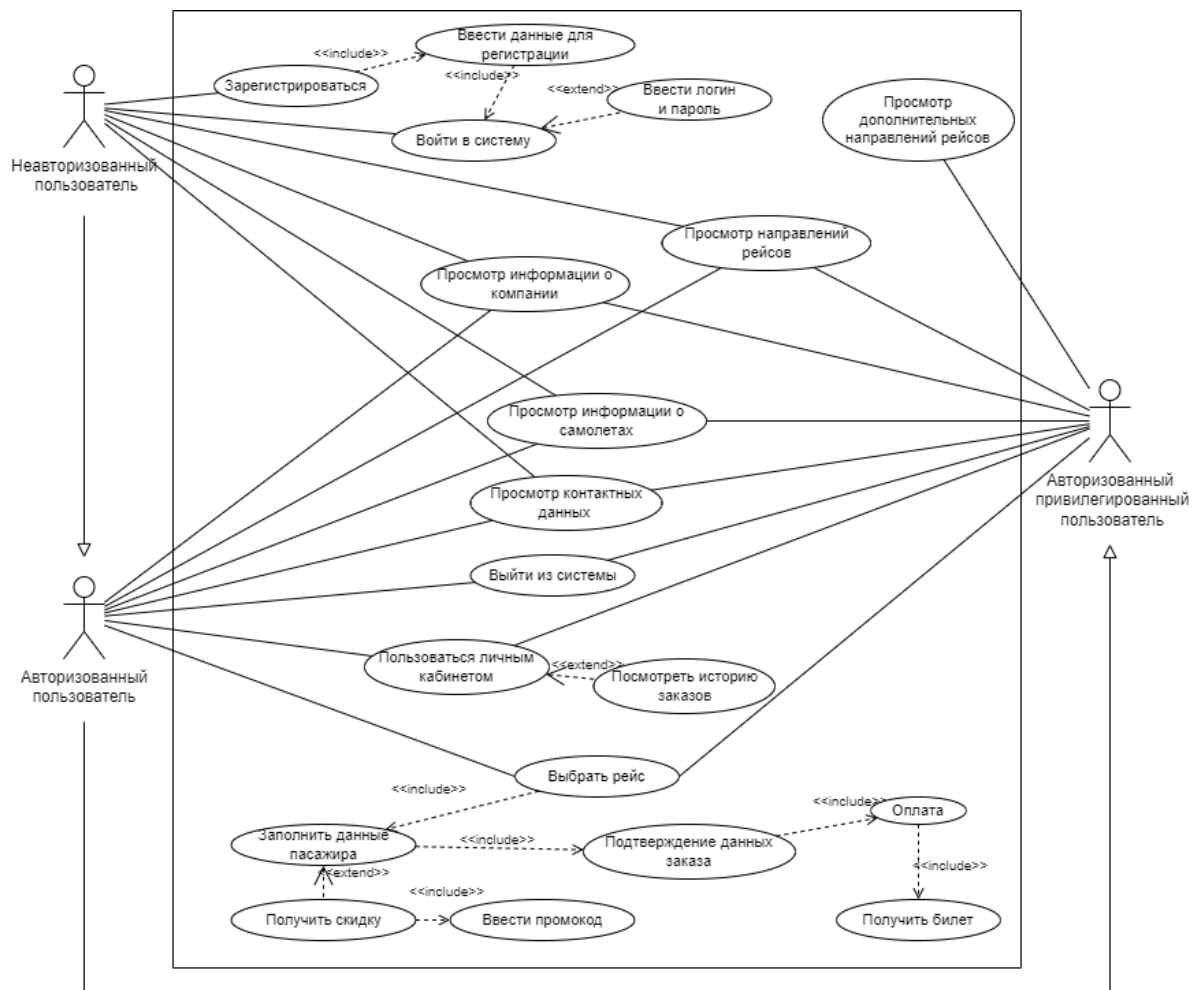 Ввести данные для
регистрации
<<include>>
Зарегистрироваться
<<include>>
<<extend>>
Ввести логин
и пароль
Войти в систему
Просмотр
дополнительных
направлений рейсов
Неавторизованный
пользователь
Просмотр направлений
рейсов
Просмотр информации о
компании
Просмотр информации о
самолетах
Авторизованный
привилегированный
пользователь
Просмотр контактных
данных
Выйти из системы
Авторизованный
пользователь
Пользоваться личным
кабинетом
<<extend>>
Посмотреть историю
заказов
Выбрать рейс
<<include>>
<<include>>
Оплата
Заполнить данные
пасажира
<<include>>
Подтверждение данных
заказа
<<include>>
<<extend>>
<<include>>
Получить скидку
Ввести промокод
Получить билет